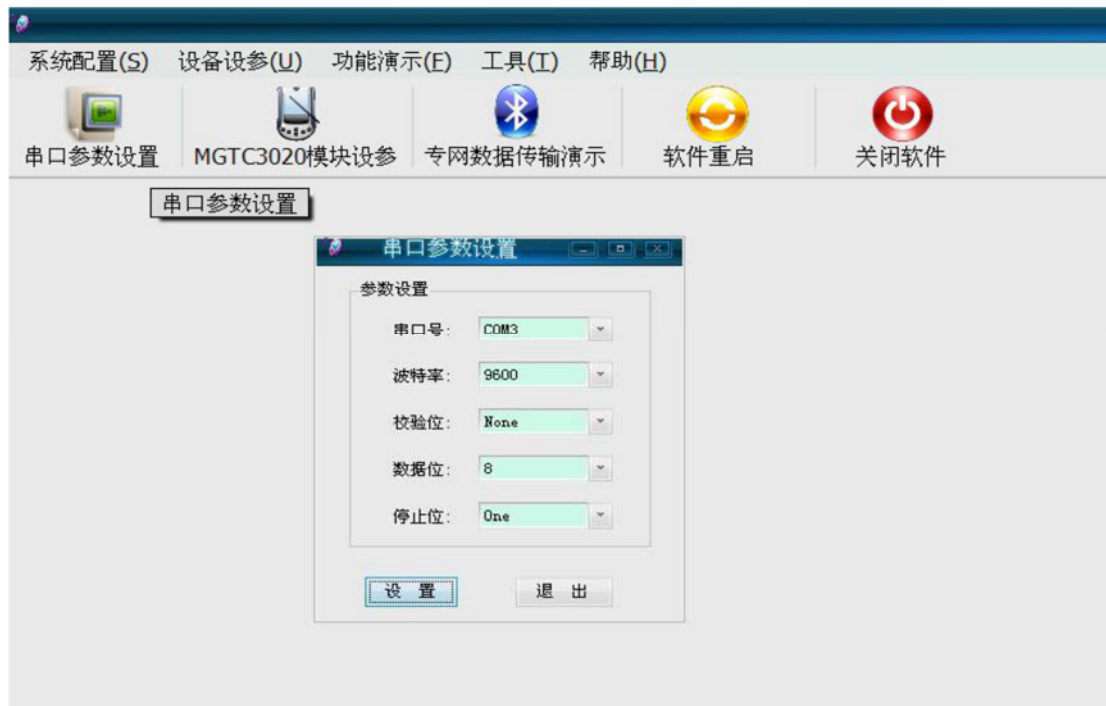 系统配置(S) 设备设参(U) 功能演示(F) 工具(T) 帮助(H)
串口参数设置 MGTC3020模块设参 专网数据传输演示 软件重启 关闭软件
串口参数设置
串口参数设置
参数设置
串口号: COM3
波特率: 9600
校验位: None
数据位: 8
停止位: One
设 置 退 出